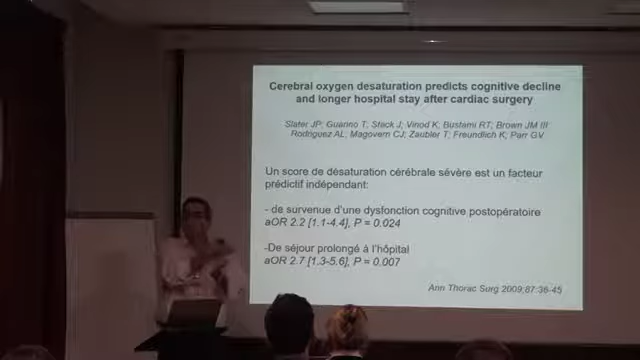 Cerebral oxygen desaturation predicts cognitive decline
and longer hospital stay after cardiac surgery
Slater JP; Guarino T; Stack J; Vinod K; Bustami RT; Brown JM III
Rodriguez AL; Magovern CJ; Zaubler T; Freundlich K; Parr GV
Un score de désaturation cérébrale sévère est un facteur
prédictif indépendant:
- de survenue d'une dysfonction cognitive postopératoire
aOR 2.2 [1.1-4.4], P = 0.024
-De séjour prolongé à l'hôpital
aOR 2.7 [1.3-5.6], P = 0.007
Ann Thorac Surg 2009;87:36-45